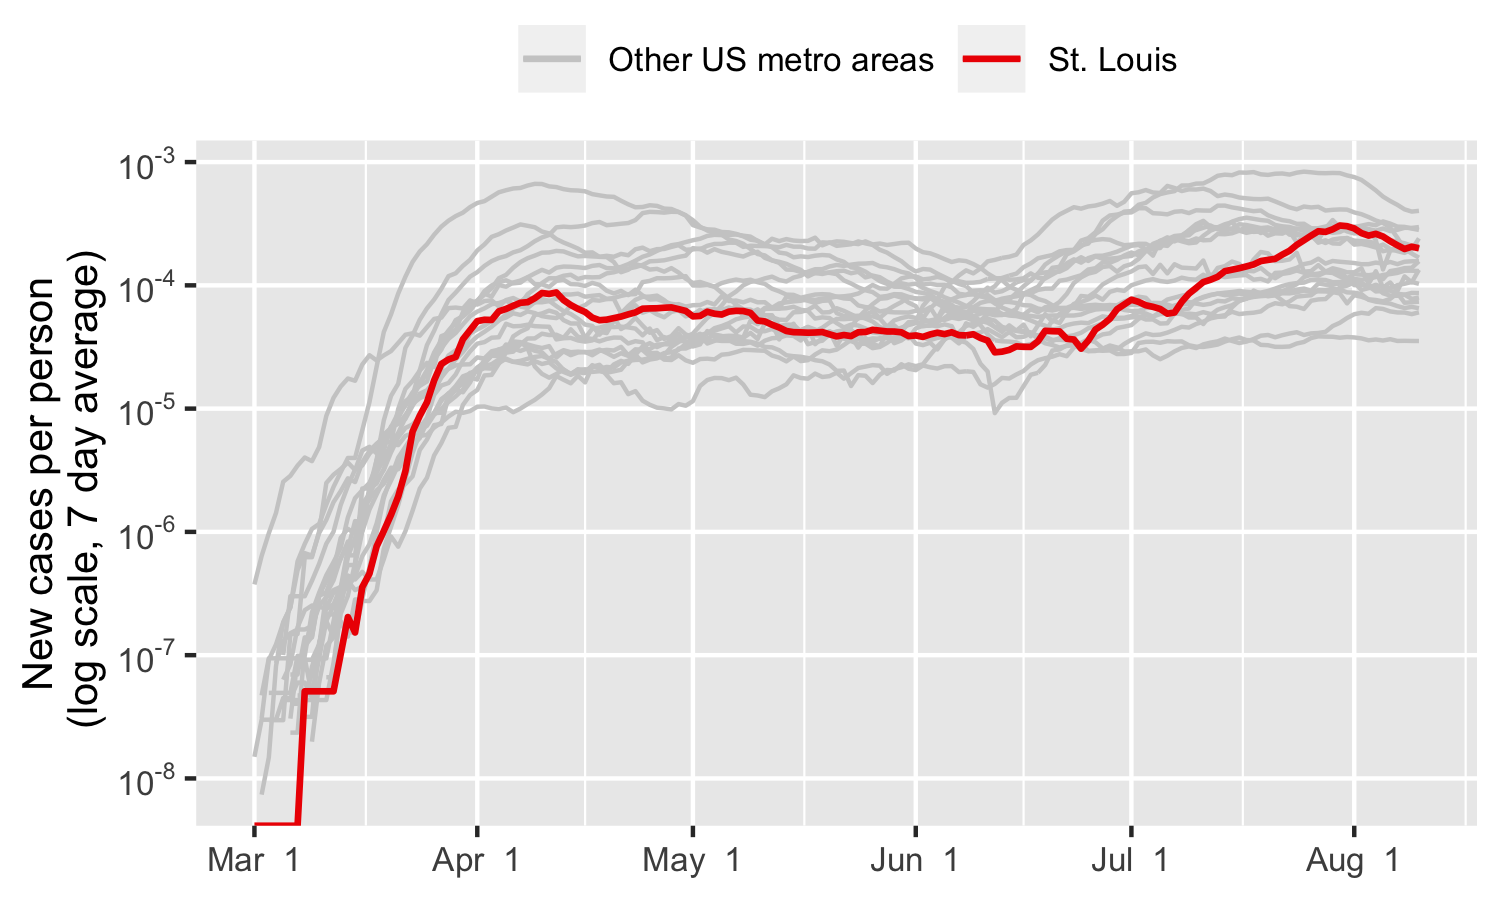 Other US metro areas St. Louis
New cases per person
(log scale, 7 day average)
10⁻³
10⁻⁴
10⁻⁵
10⁻⁶
10⁻⁷
10⁻⁸
Mar 1 Apr 1 May 1 Jun 1 Jul 1 Aug 1